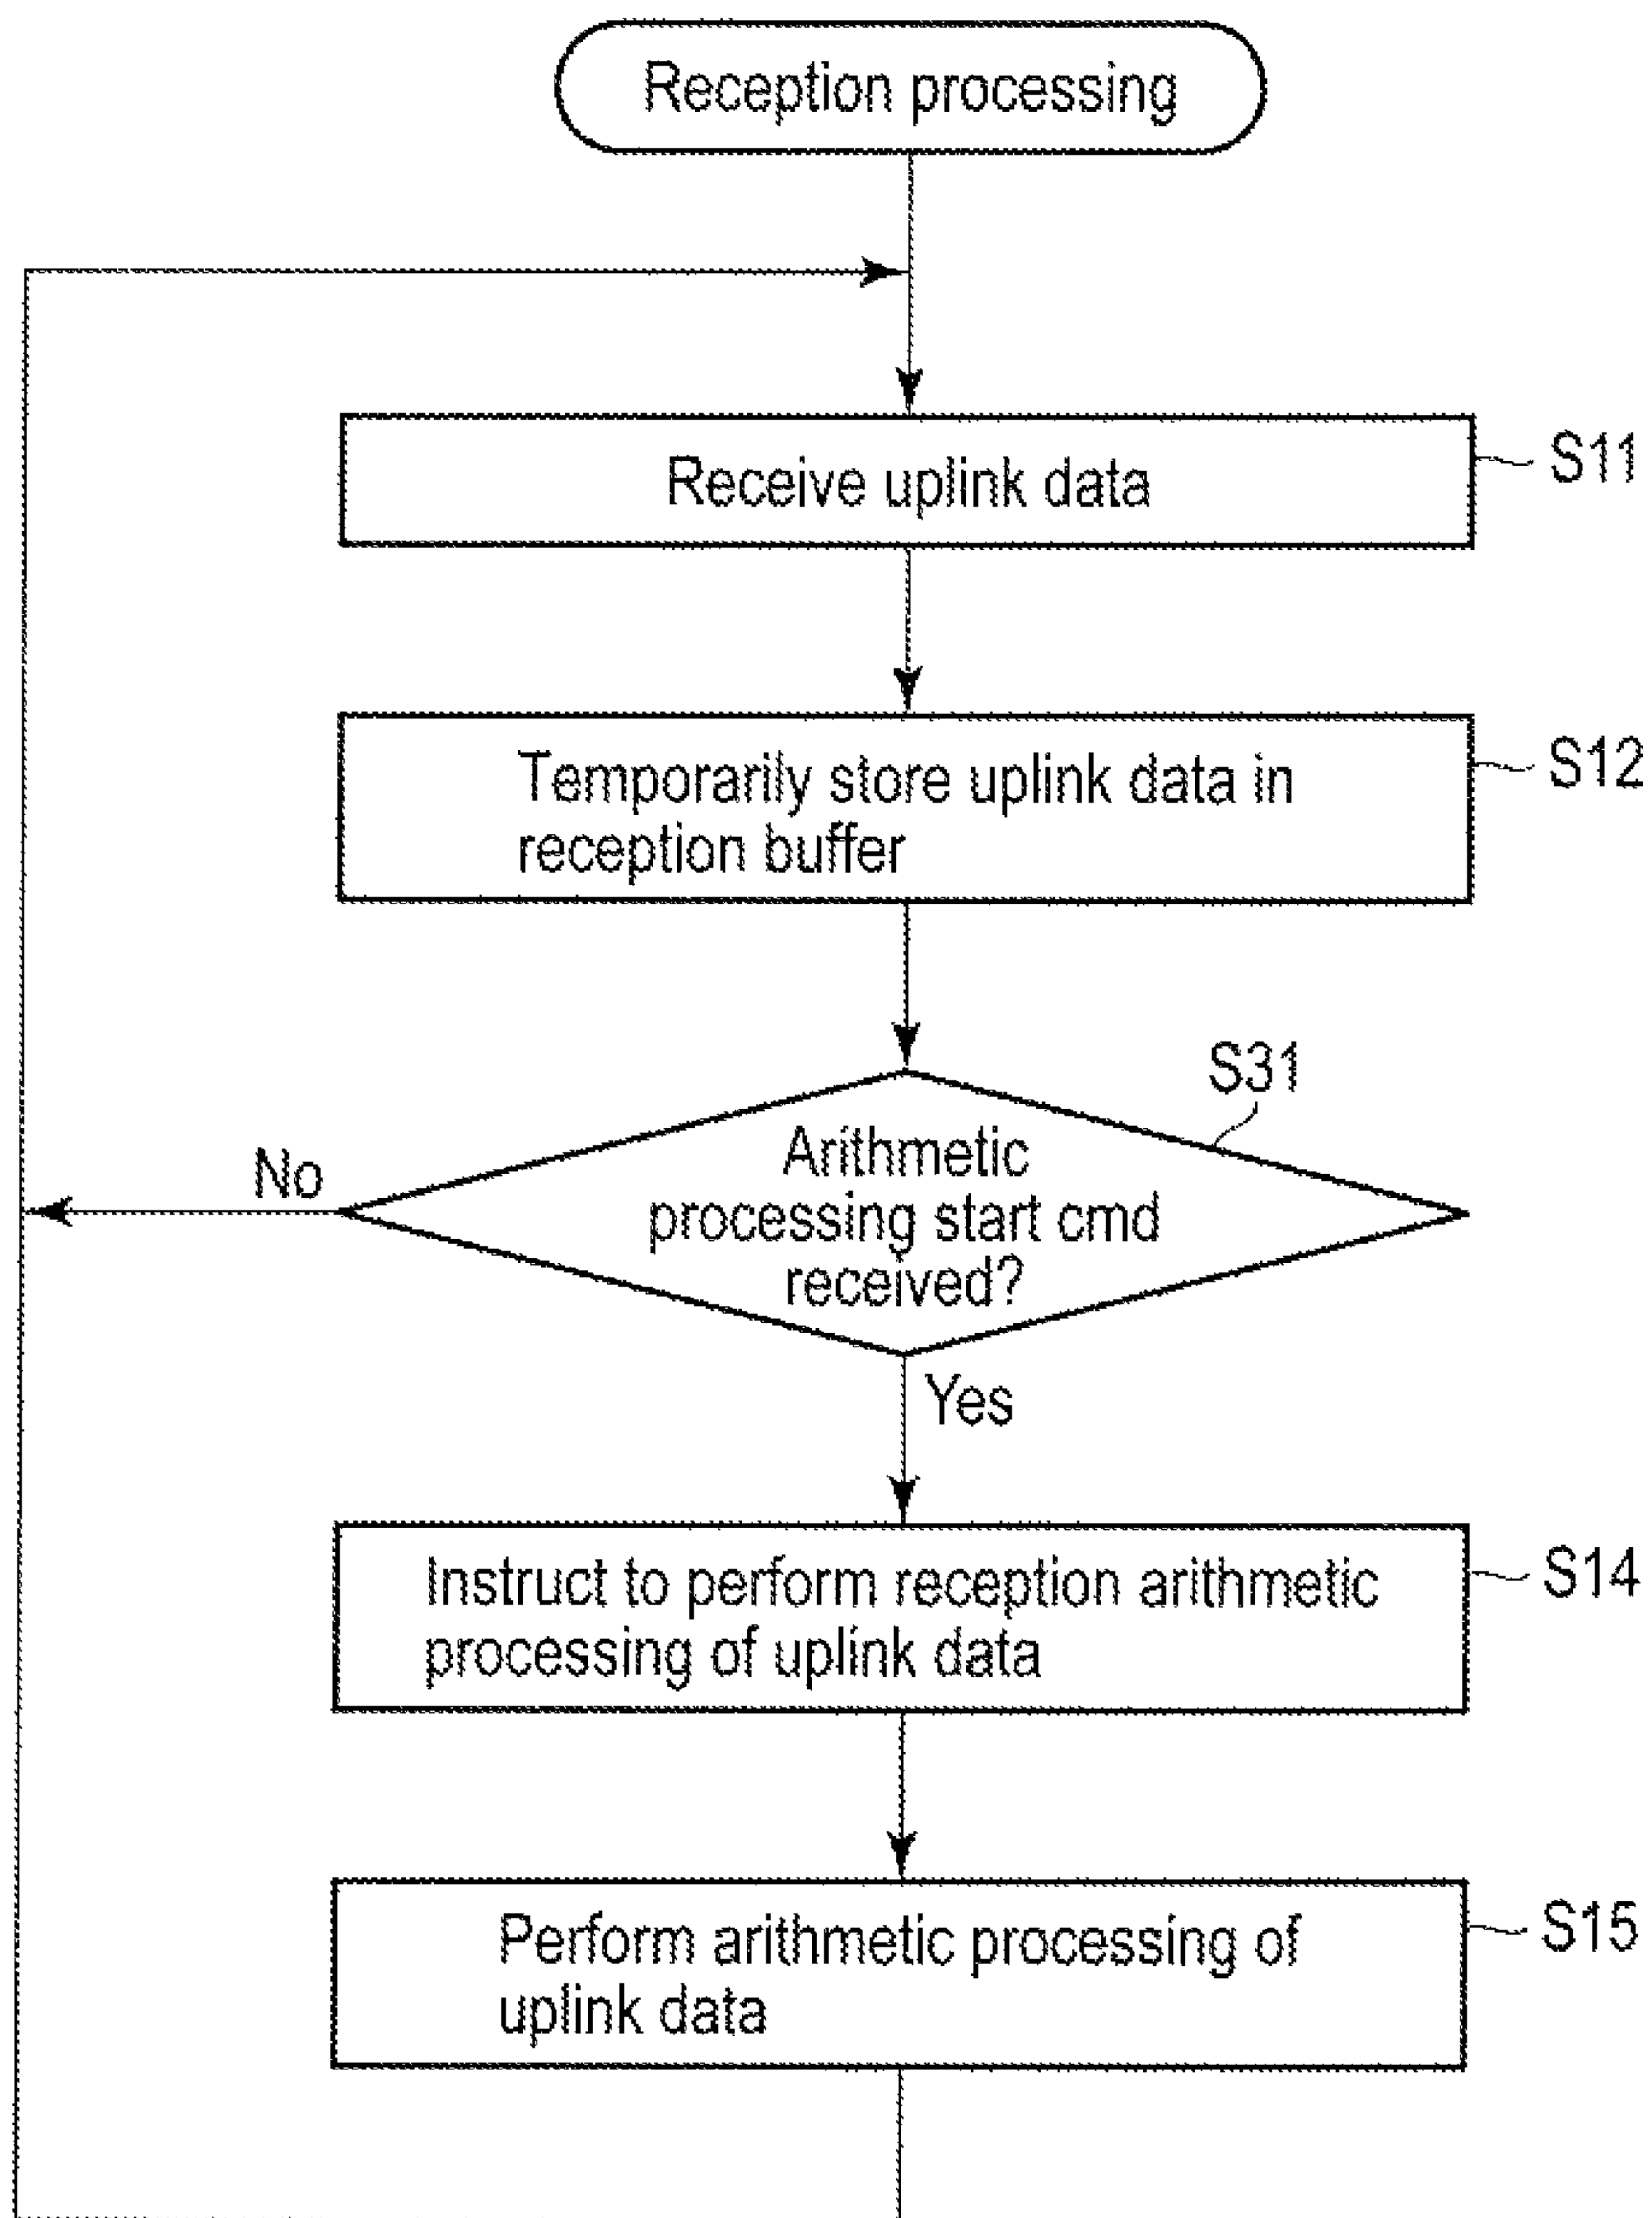 Reception processing
Receive uplink data
S11
Temporarily store uplink data in
reception buffer
S12
S31
Arithmetic
processing start cmd
received?
No
Yes
Instruct to perform reception arithmetic
processing of uplink data
S14
Perform arithmetic processing of
uplink data
S15